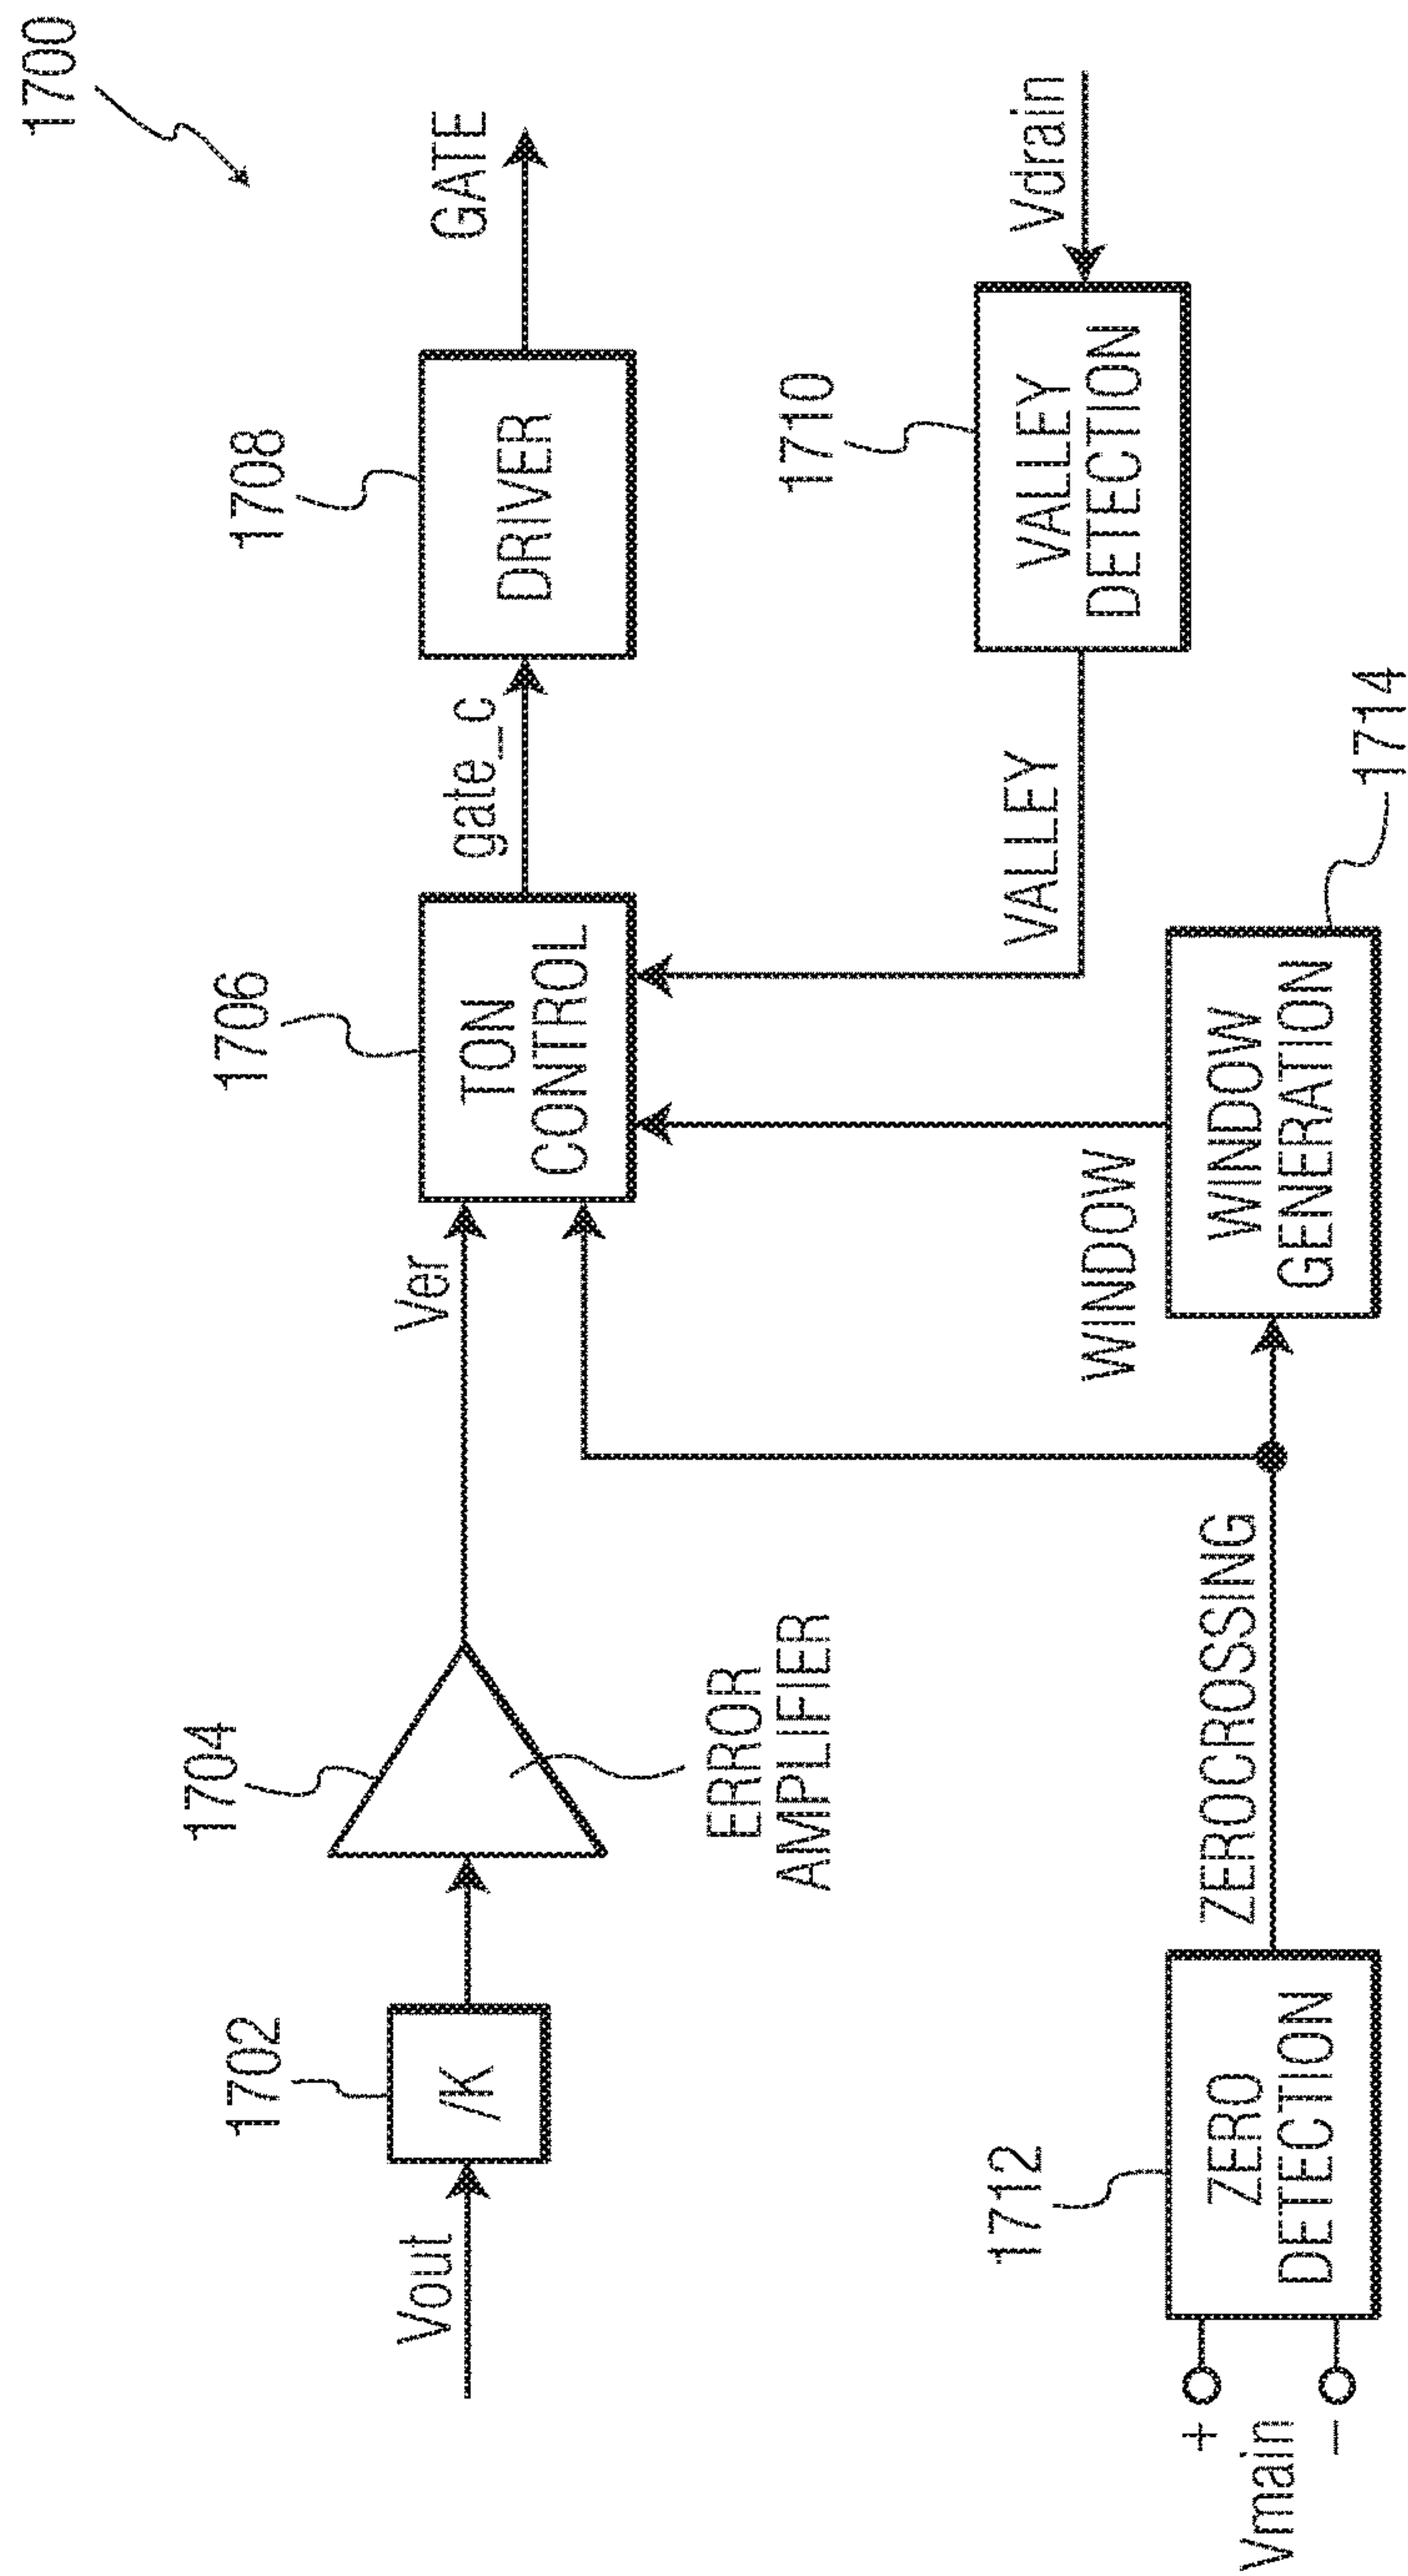 1700
1708
GATE
1706
DRIVER
gate_c
1704
TON
CONTROL
Ver
1702
/K
Vout
ERROR
AMPLIFIER
1710
Vdrain
VALLEY
DETECTION
VALLEY
WINDOW
1714
WINDOW
GENERATION
ZEROCROSSING
1712
ZERO
DETECTION
+
Vmain
−